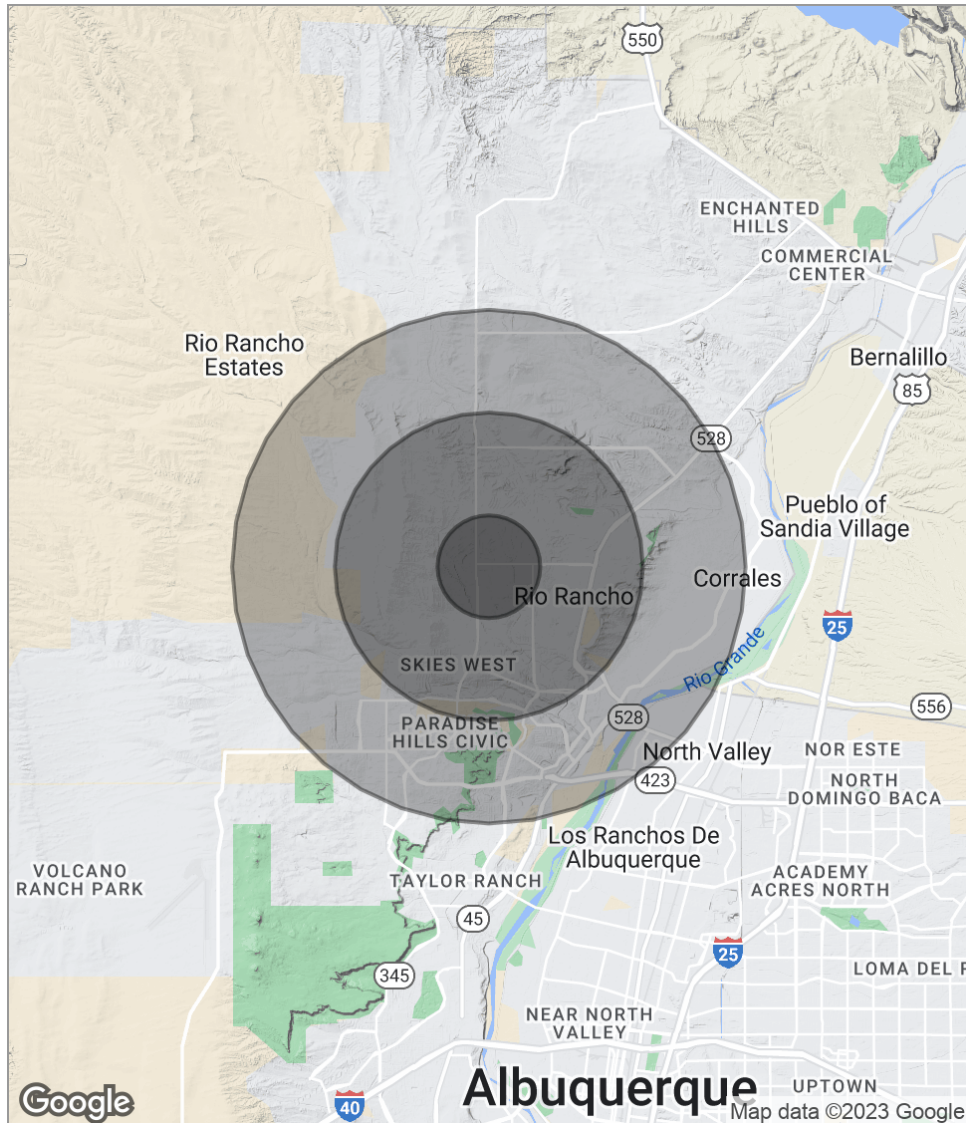 550
ENCHANTED
HILLS
COMMERCIAL
CENTER
Rio Rancho
Estates
Bernalillo
85
528
Pueblo of
Sandia Village
Corrales
Rio Rancho
25
Rio Grande
SKIES WEST
556
528
PARADISE
HILLS CIVIC
North Valley
NOR ESTE
423
NORTH
DOMINGO BACA
Los Ranchos De
Albuquerque
VOLCANO
RANCH PARK
TAYLOR RANCH
ACADEMY
ACRES NORTH
45
25
345
LOMA DEL R
NEAR NORTH
VALLEY
Albuquerque
UPTOWN
40
Google
Map data ©2023 Google